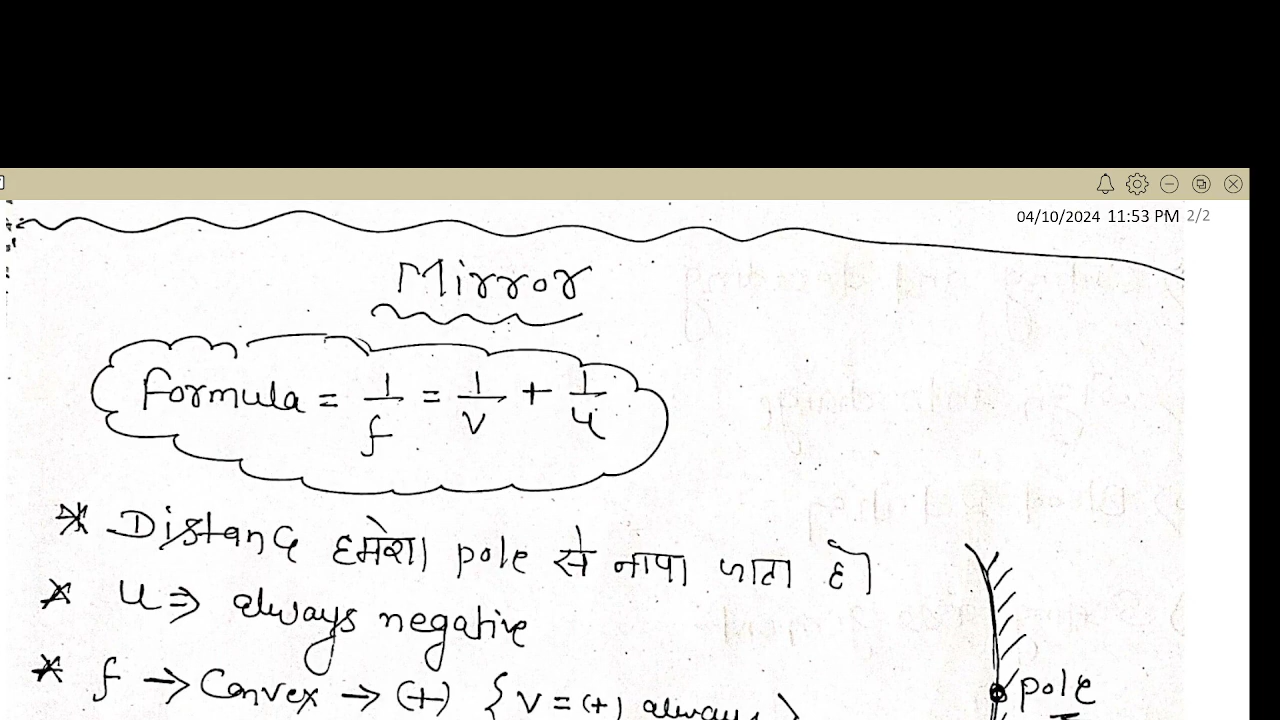 04/10/2024 11:53 PM 2/2
Mirror
Formula = 1/f = 1/v + 1/u
* Distance हमेशा pole से नापा जाता है।
* u ⇒ always negative
* f → Convex → (+) { v = (+) always }
pole